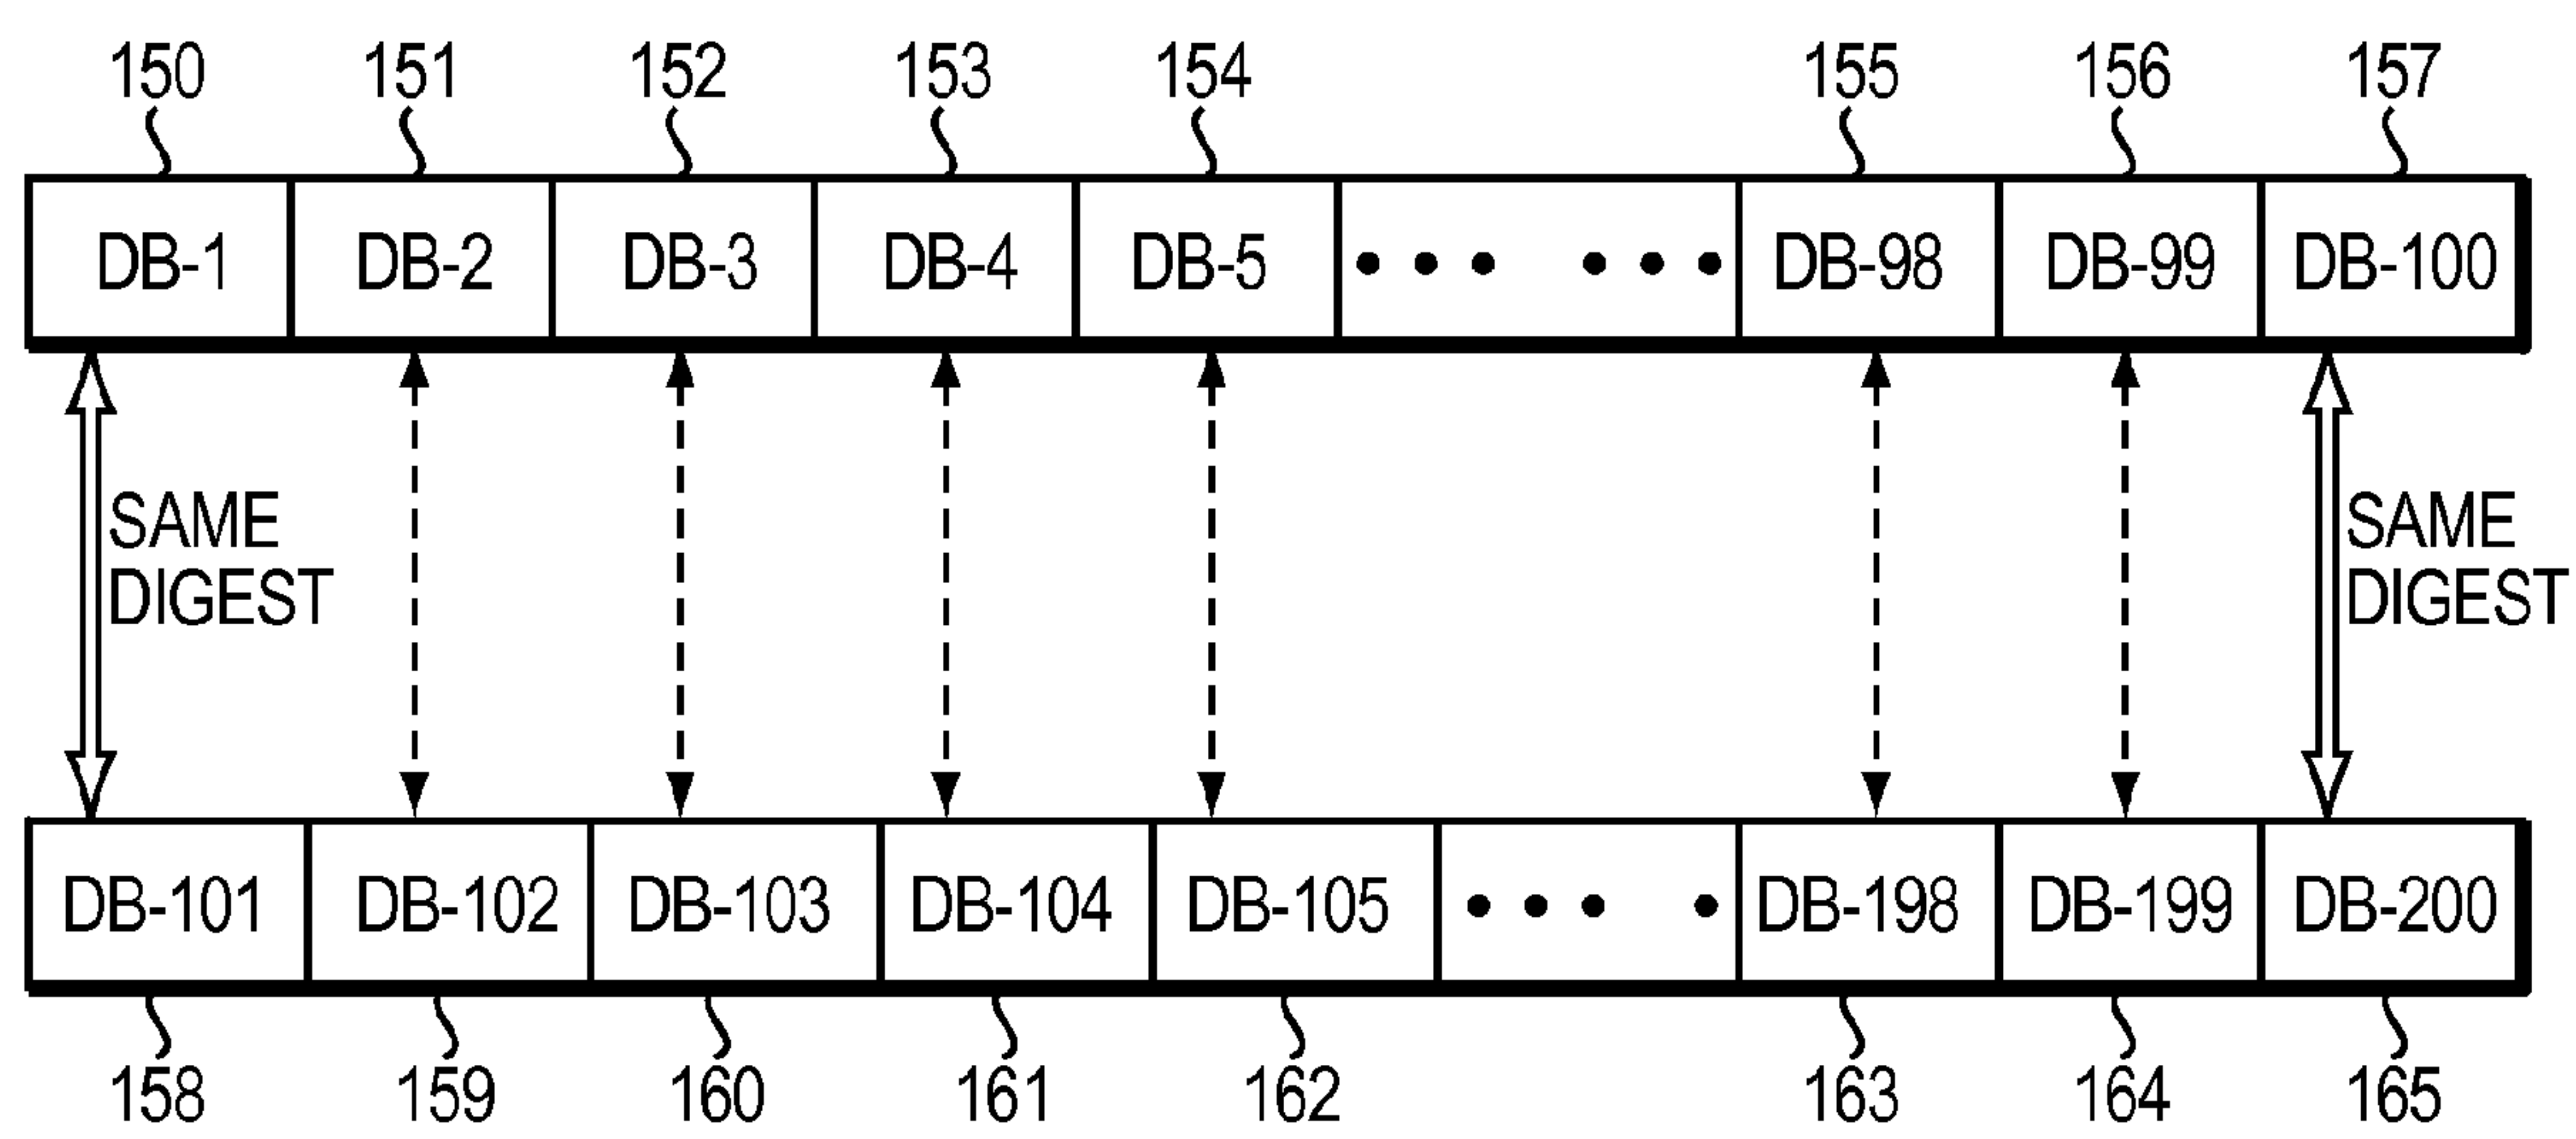 150 151 152 153 154 155 156 157
DB-1 DB-2 DB-3 DB-4 DB-5 • • • • • • DB-98 DB-99 DB-100
SAME DIGEST
SAME DIGEST
DB-101 DB-102 DB-103 DB-104 DB-105 • • • • DB-198 DB-199 DB-200
158 159 160 161 162 163 164 165